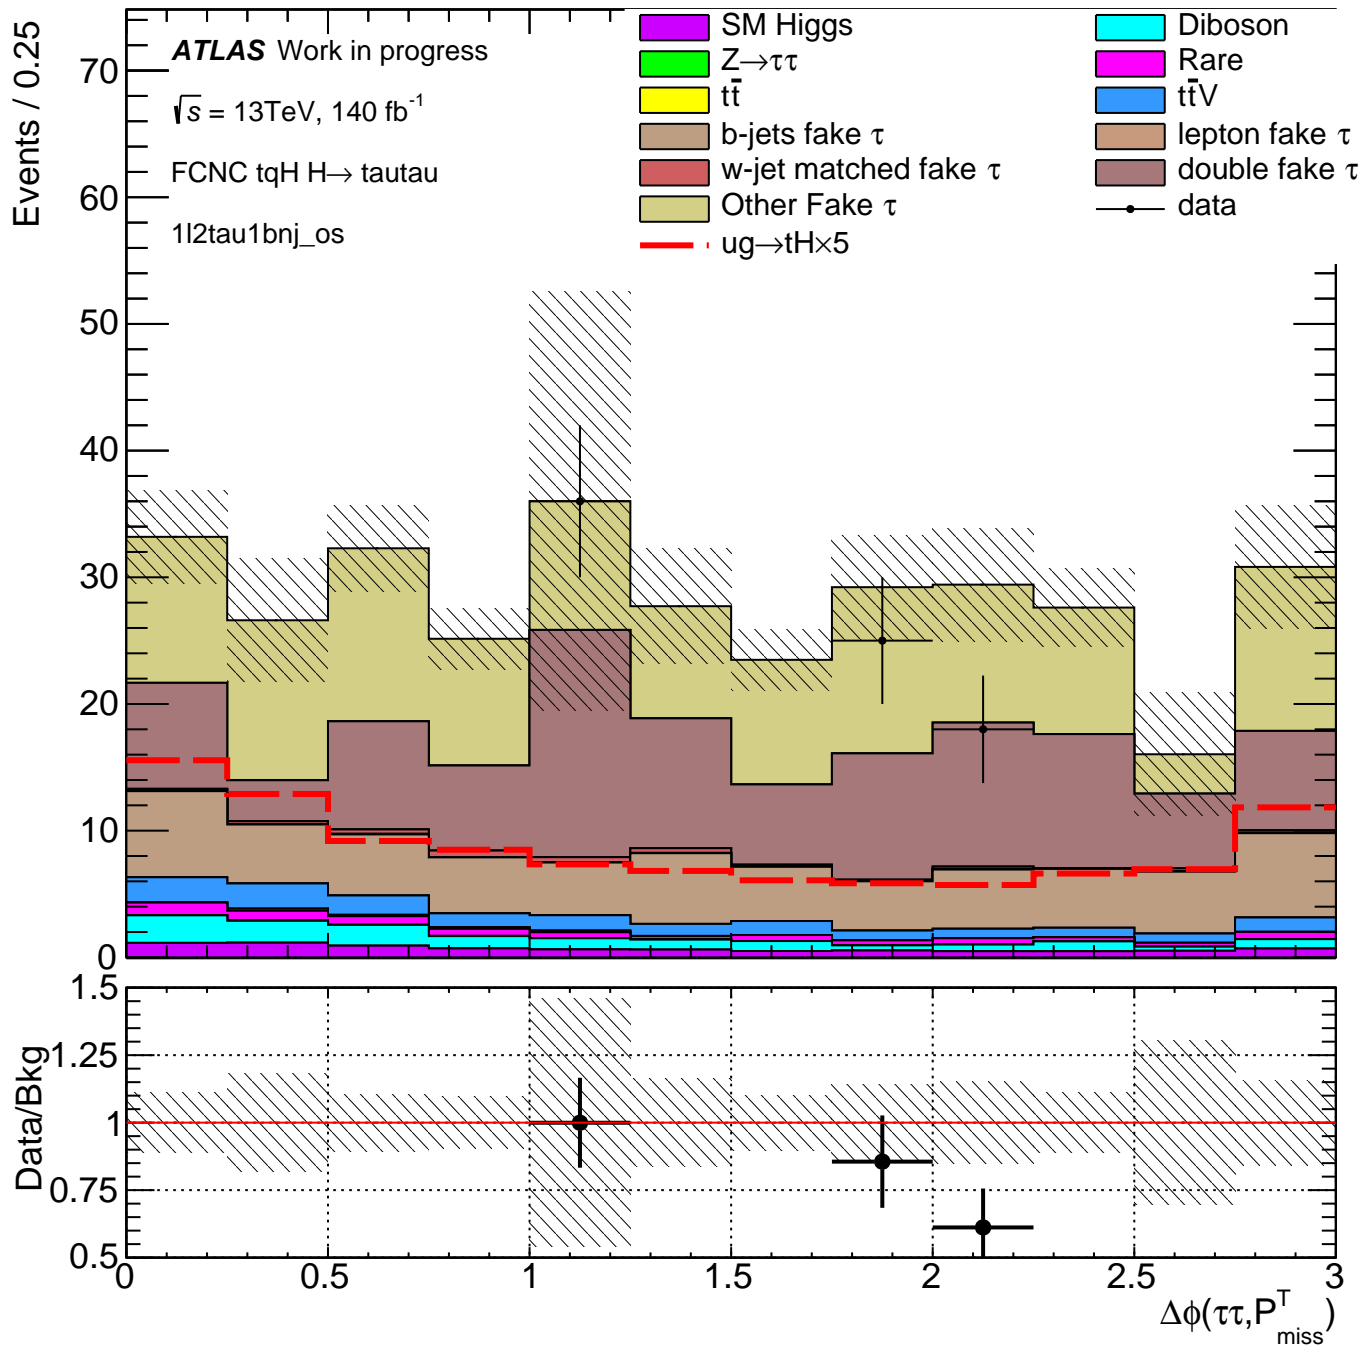 Events / 0.25
70
60
50
40
30
20
10
0
ATLAS Work in progress
√s = 13TeV, 140 fb⁻¹
FCNC tqH H→ tautau
1l2tau1bnj_os
SM Higgs
Z→ττ
tt̄
b-jets fake τ
w-jet matched fake τ
Other Fake τ
ug→tH×5
Diboson
Rare
tt̄V
lepton fake τ
double fake τ
data
Data/Bkg
1.5
1.25
1
0.75
0.5
0 0.5 1 1.5 2 2.5 3
Δϕ(ττ,P^T_miss)